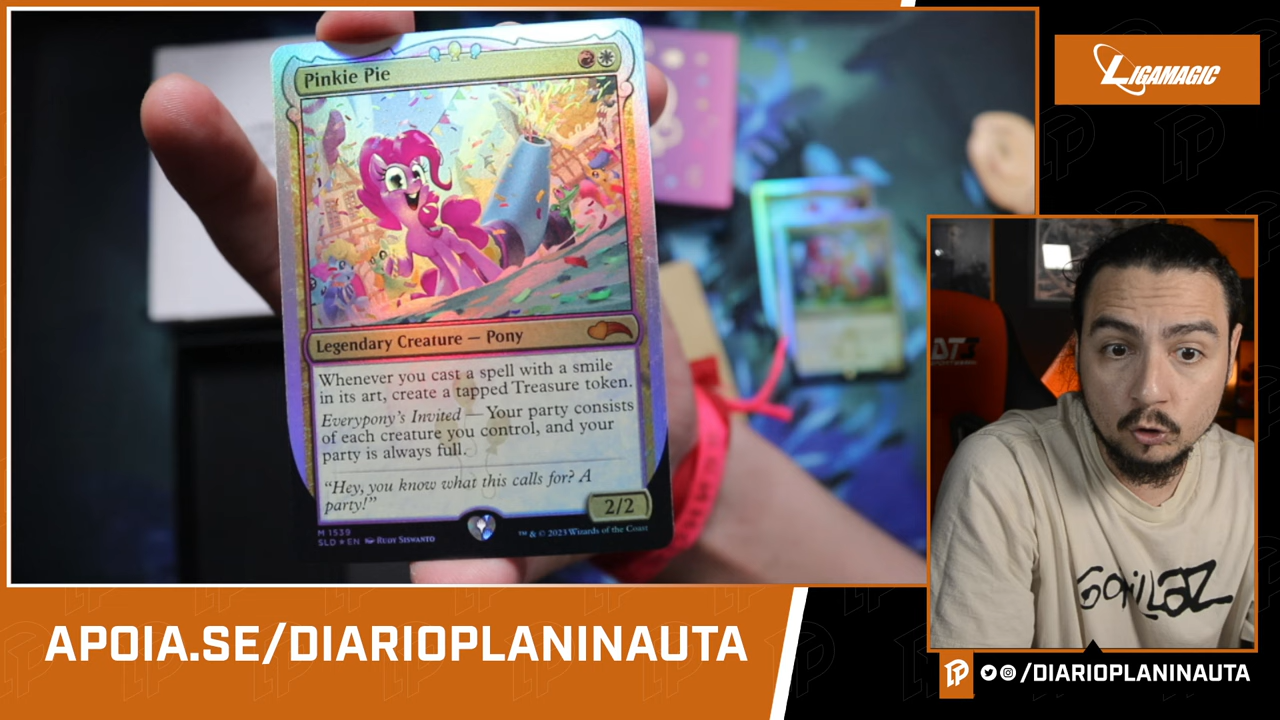 Pinkie Pie
Legendary Creature — Pony
Whenever you cast a spell with a smile
in its art, create a tapped Treasure token.
Everypony's Invited — Your party consists
of each creature you control, and your
party is always full.
"Hey, you know what this calls for? A
party!"
2/2
M 1539
SLD ★ EN Rudy Siswanto
™ & © 2023 Wizards of the Coast
LIGAMAGIC
GORILLAZ
APOIA.SE/DIARIOPLANINAUTA
/DIARIOPLANINAUTA